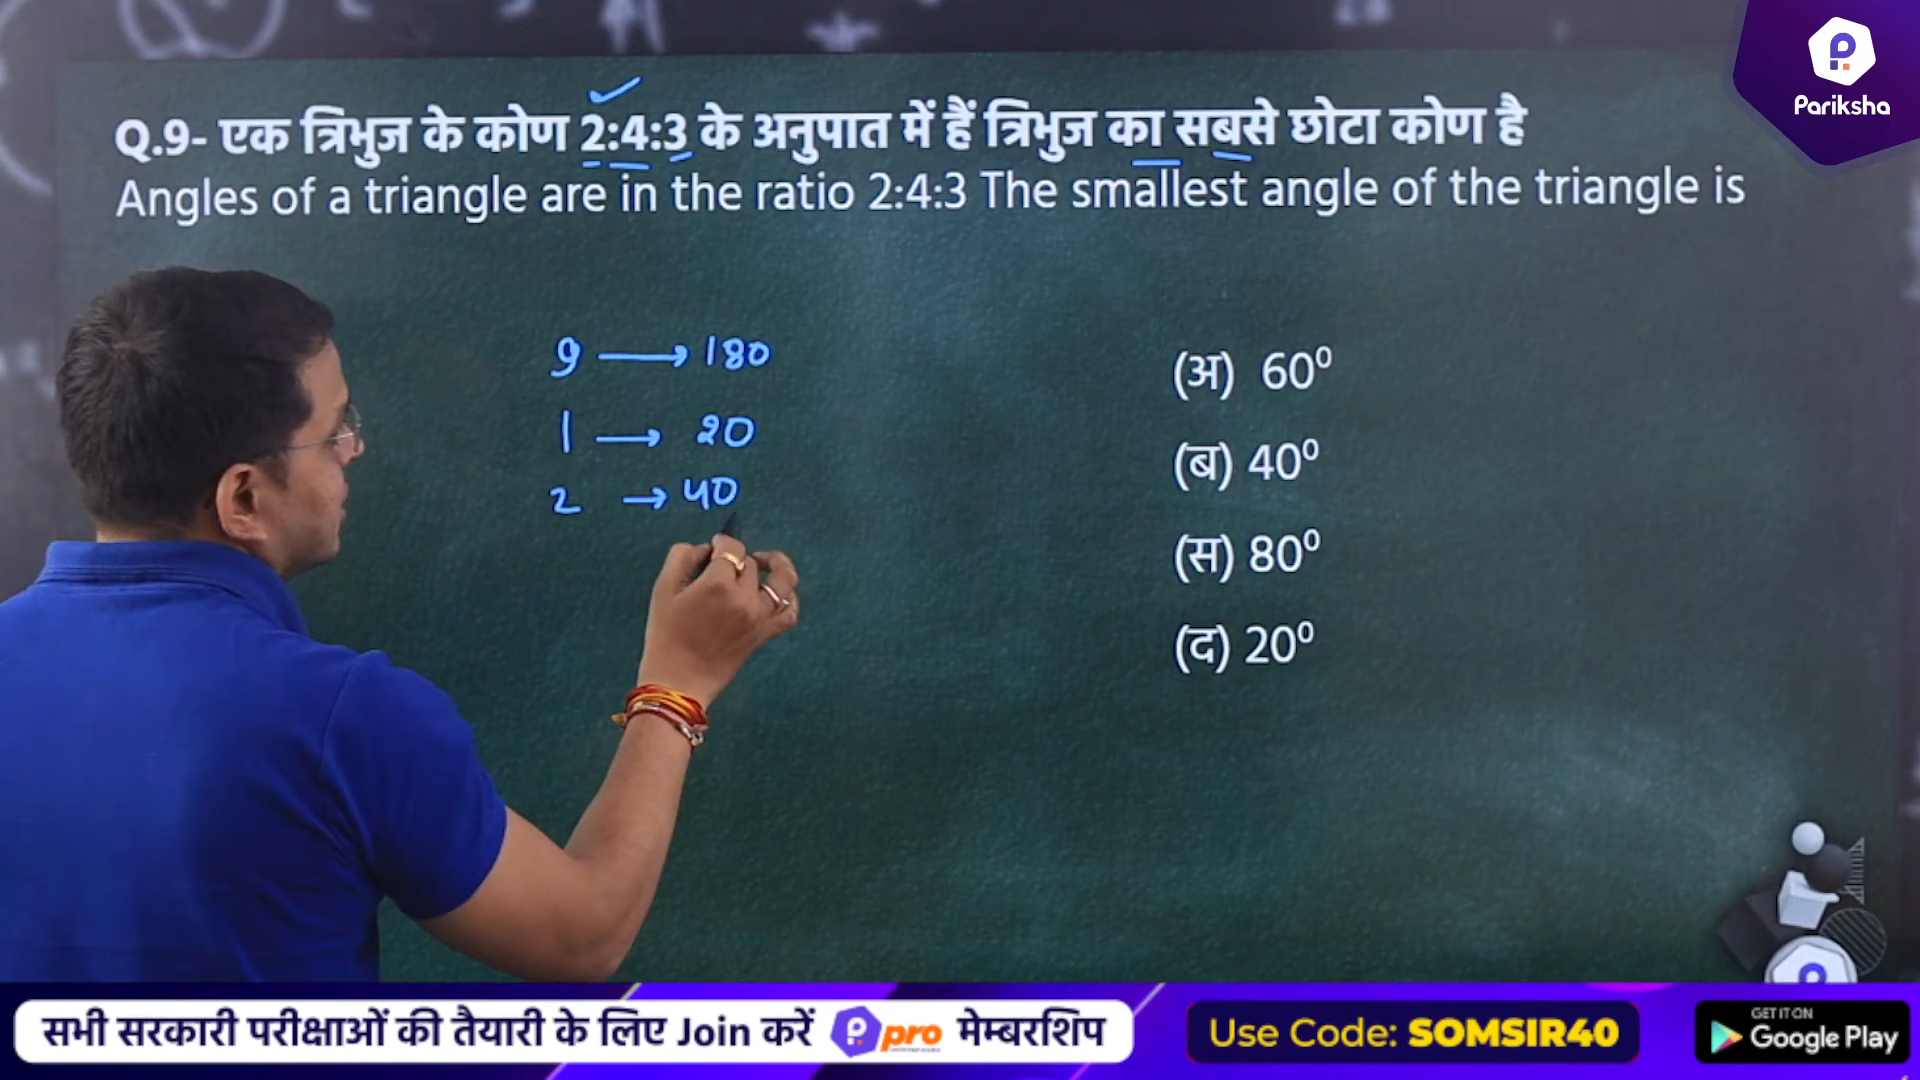 Pariksha
Q.9- एक त्रिभुज के कोण 2:4:3 के अनुपात में हैं त्रिभुज का सबसे छोटा कोण है
Angles of a triangle are in the ratio 2:4:3 The smallest angle of the triangle is
9 → 180
1 → 20
2 → 40
(अ) 60⁰
(ब) 40⁰
(स) 80⁰
(द) 20⁰
सभी सरकारी परीक्षाओं की तैयारी के लिए Join करें pro मेम्बरशिप
Use Code: SOMSIR40
GET IT ON
Google Play